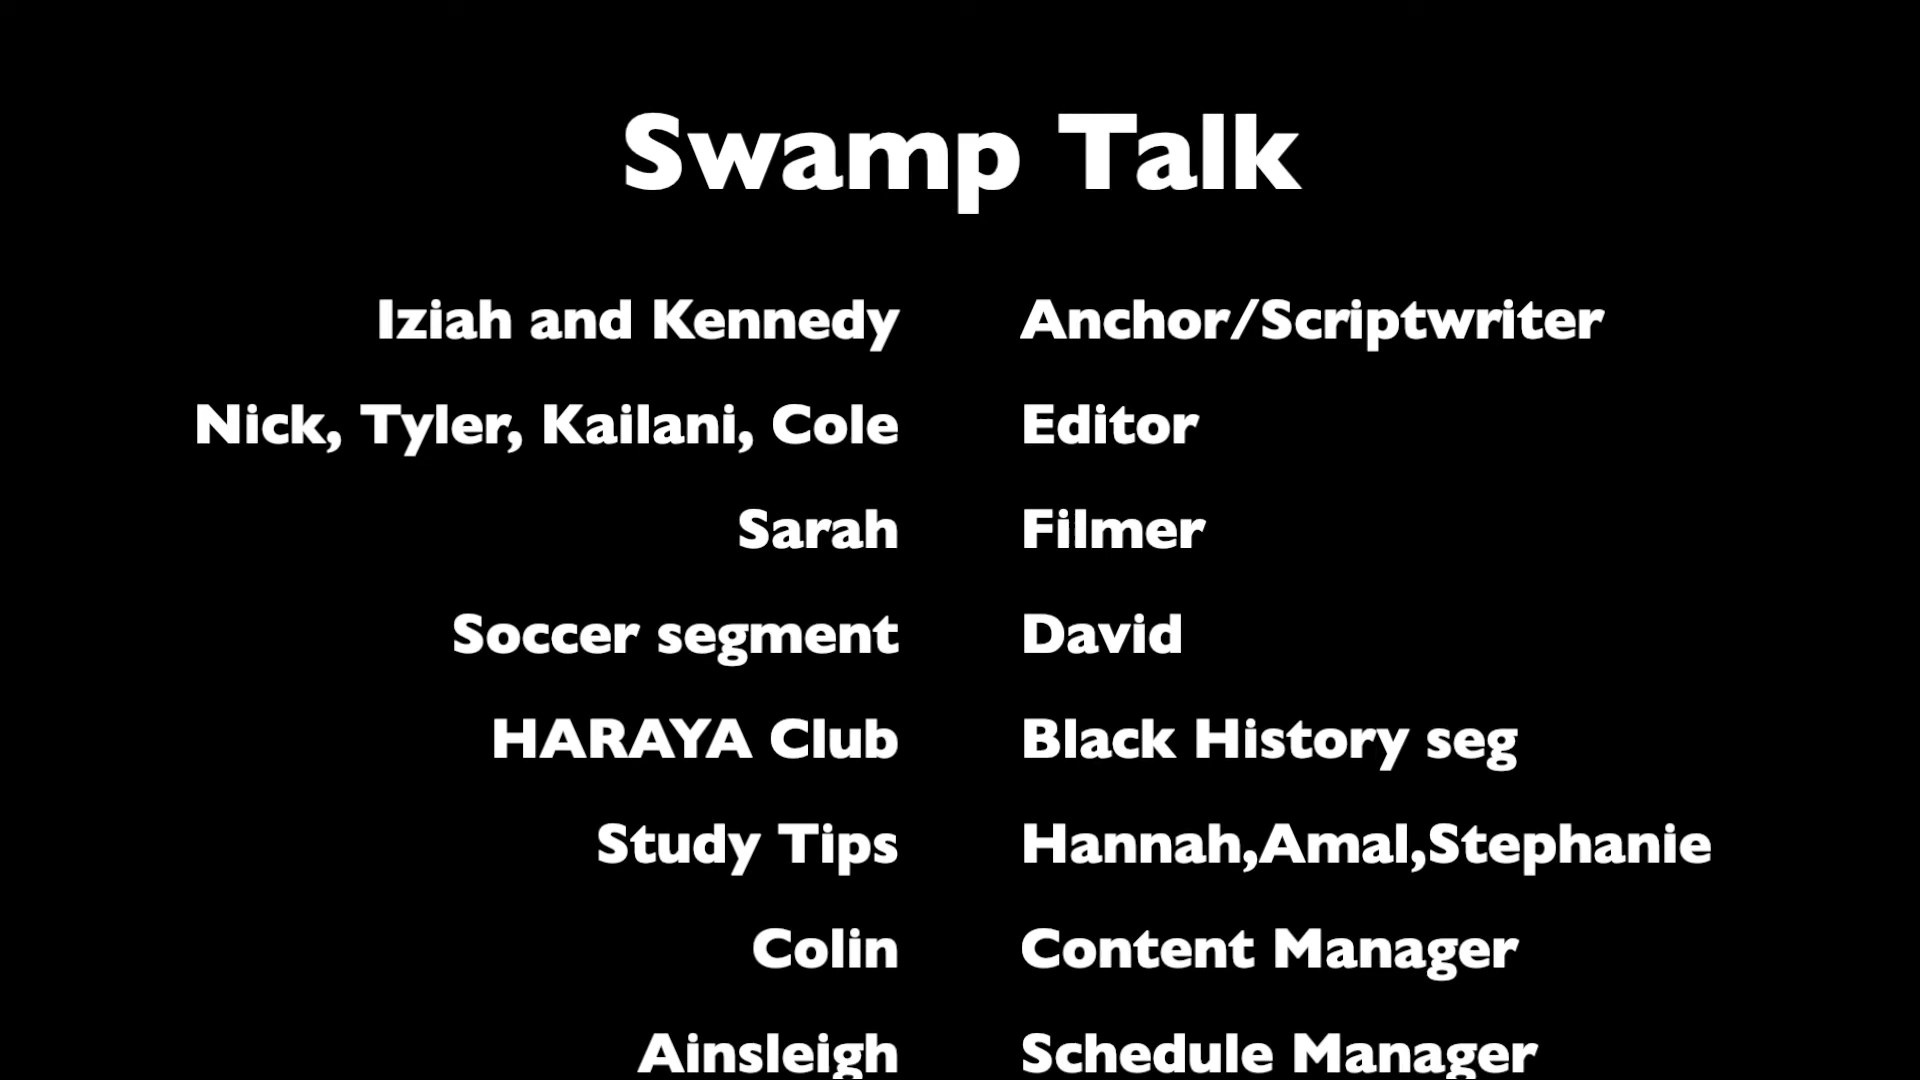 Swamp Talk
Iziah and Kennedy Anchor/Scriptwriter
Nick, Tyler, Kailani, Cole Editor
Sarah Filmer
Soccer segment David
HARAYA Club Black History seg
Study Tips Hannah,Amal,Stephanie
Colin Content Manager
Ainsleigh Schedule Manager